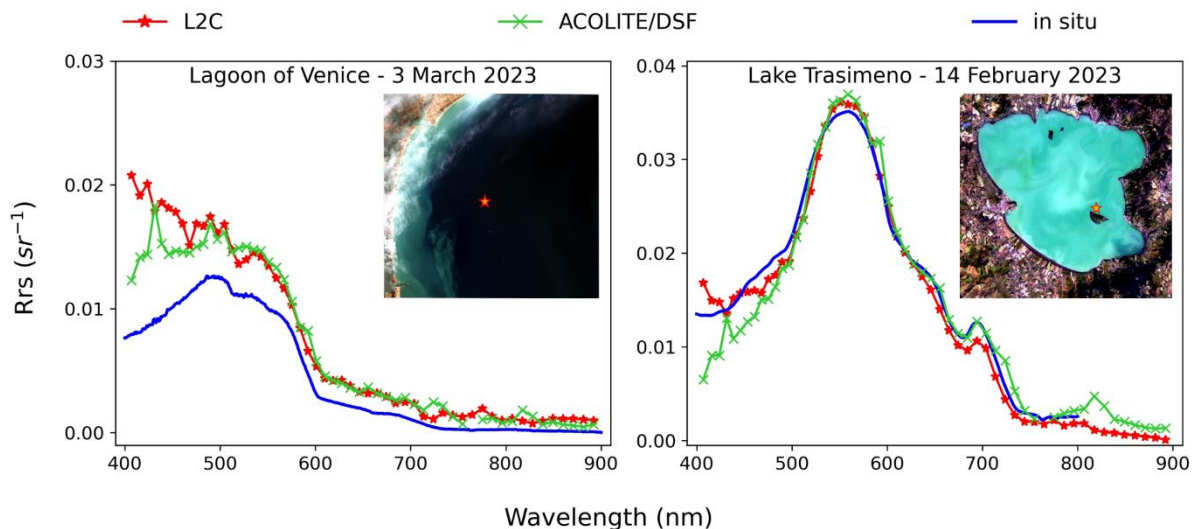 L2C ACOLITE/DSF in situ
Lagoon of Venice - 3 March 2023
Lake Trasimeno - 14 February 2023
Rrs (sr⁻¹)
0.03
0.02
0.01
0.00
0.04
0.03
0.02
0.01
0.00
400 500 600 700 800 900
400 500 600 700 800 900
Wavelength (nm)